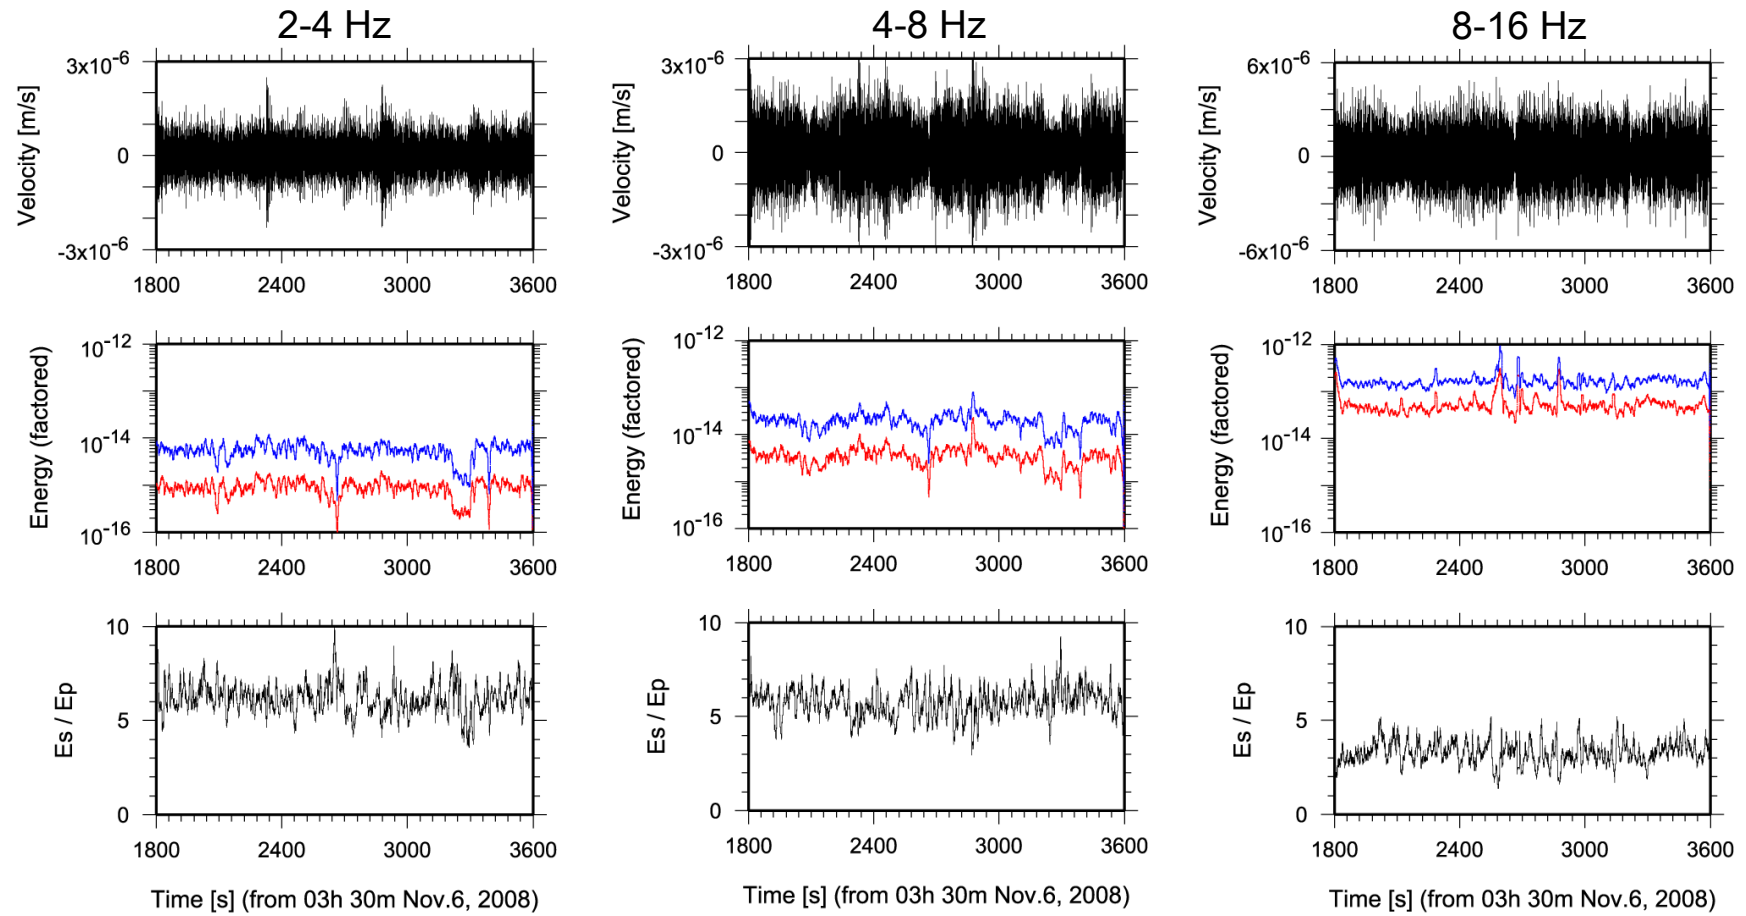 2-4 Hz 4-8 Hz 8-16 Hz
3x10-6 3x10-6 6x10-6
Velocity [m/s] Velocity [m/s] Velocity [m/s]
0 0 0
-3x10-6 -3x10-6 -6x10-6
1800 2400 3000 3600 1800 2400 3000 3600 1800 2400 3000 3600
10-12 10-12 10-12
Energy (factored) Energy (factored) Energy (factored)
10-14 10-14 10-14
10-16 10-16 10-16
1800 2400 3000 3600 1800 2400 3000 3600 1800 2400 3000 3600
10 10 10
Es / Ep Es / Ep Es / Ep
5 5 5
0 0 0
1800 2400 3000 3600 1800 2400 3000 3600 1800 2400 3000 3600
Time [s] (from 03h 30m Nov.6, 2008) Time [s] (from 03h 30m Nov.6, 2008) Time [s] (from 03h 30m Nov.6, 2008)